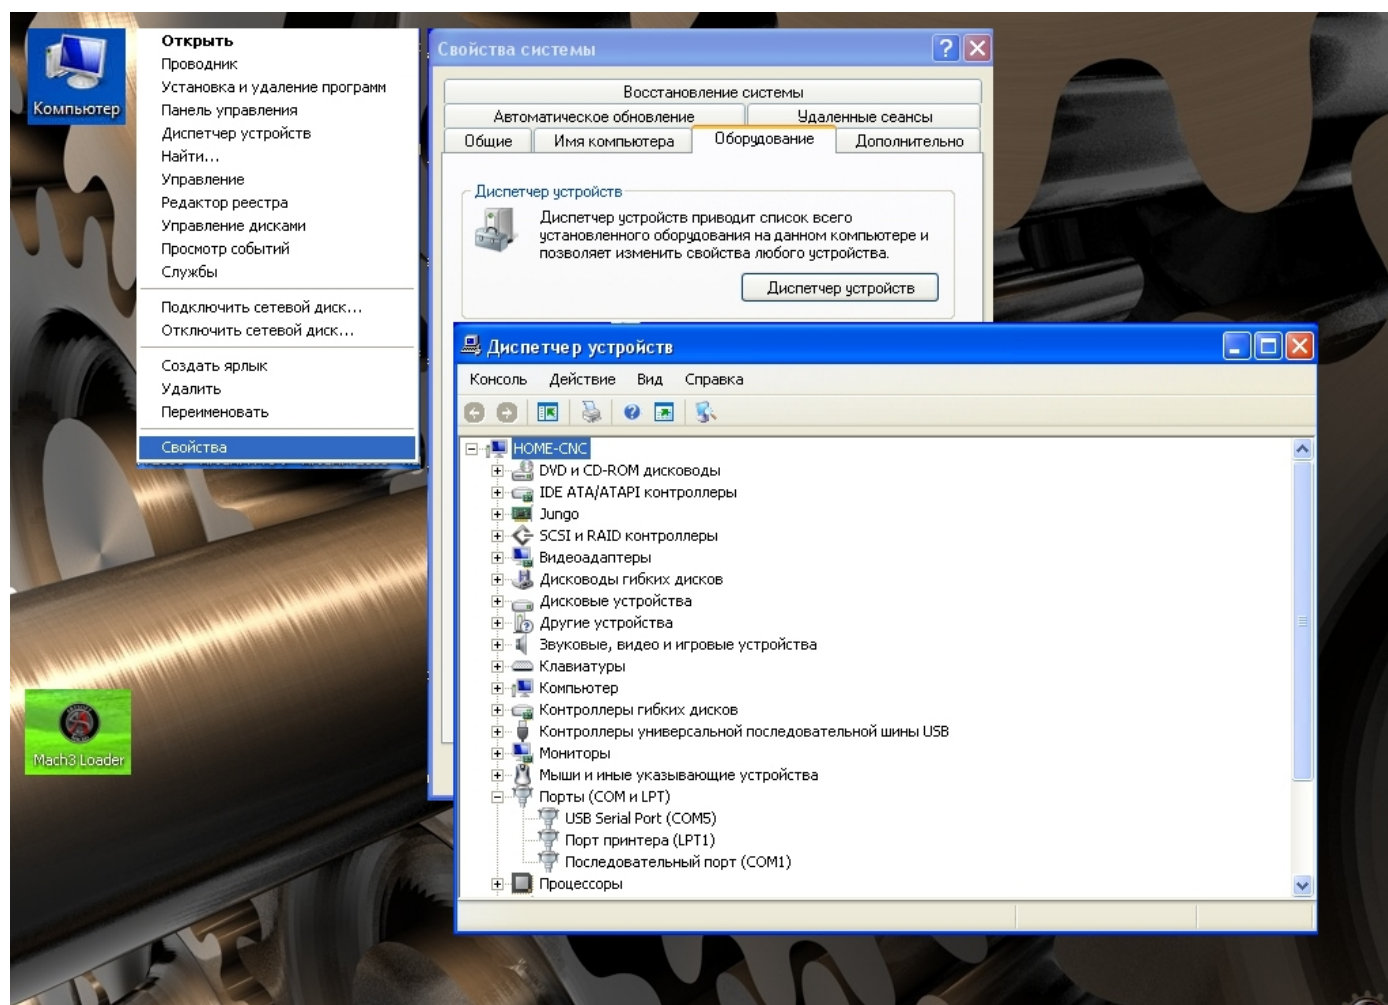 Компьютер
Открыть
Проводник
Установка и удаление программ
Панель управления
Диспетчер устройств
Найти...
Управление
Редактор реестра
Управление дисками
Просмотр событий
Службы
Подключить сетевой диск...
Отключить сетевой диск...
Создать ярлык
Удалить
Переименовать
Свойства
Mach3 Loader
Свойства системы
Восстановление системы
Автоматическое обновление Удаленные сеансы
Общие Имя компьютера Оборудование Дополнительно
Диспетчер устройств
Диспетчер устройств приводит список всего
установленного оборудования на данном компьютере и
позволяет изменить свойства любого устройства.
Диспетчер устройств
Диспетчер устройств
Консоль Действие Вид Справка
HOME-CNC
DVD и CD-ROM дисководы
IDE ATA/ATAPI контроллеры
Jungo
SCSI и RAID контроллеры
Видеоадаптеры
Дисководы гибких дисков
Дисковые устройства
Другие устройства
Звуковые, видео и игровые устройства
Клавиатуры
Компьютер
Контроллеры гибких дисков
Контроллеры универсальной последовательной шины USB
Мониторы
Мыши и иные указывающие устройства
Порты (COM и LPT)
USB Serial Port (COM5)
Порт принтера (LPT1)
Последовательный порт (COM1)
Процессоры